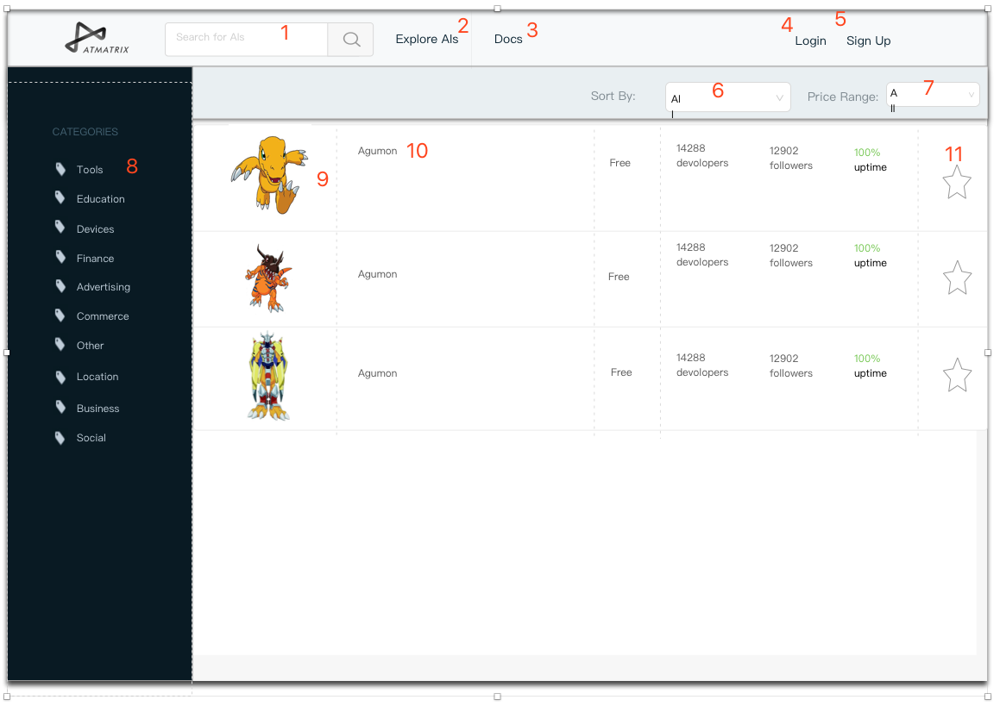 ATMATRIX
Search for AIs 1
Explore AIs 2
Docs 3
4 Login
5 Sign Up
Sort By: Al 6
l
Price Range: A 7
ll
CATEGORIES
Tools 8
Education
Devices
Finance
Advertising
Commerce
Other
Location
Business
Social
9
Agumon 10
Free
14288
devolopers
12902
followers
100%
uptime
11
Agumon
Free
14288
devolopers
12902
followers
100%
uptime
Agumon
Free
14288
devolopers
12902
followers
100%
uptime